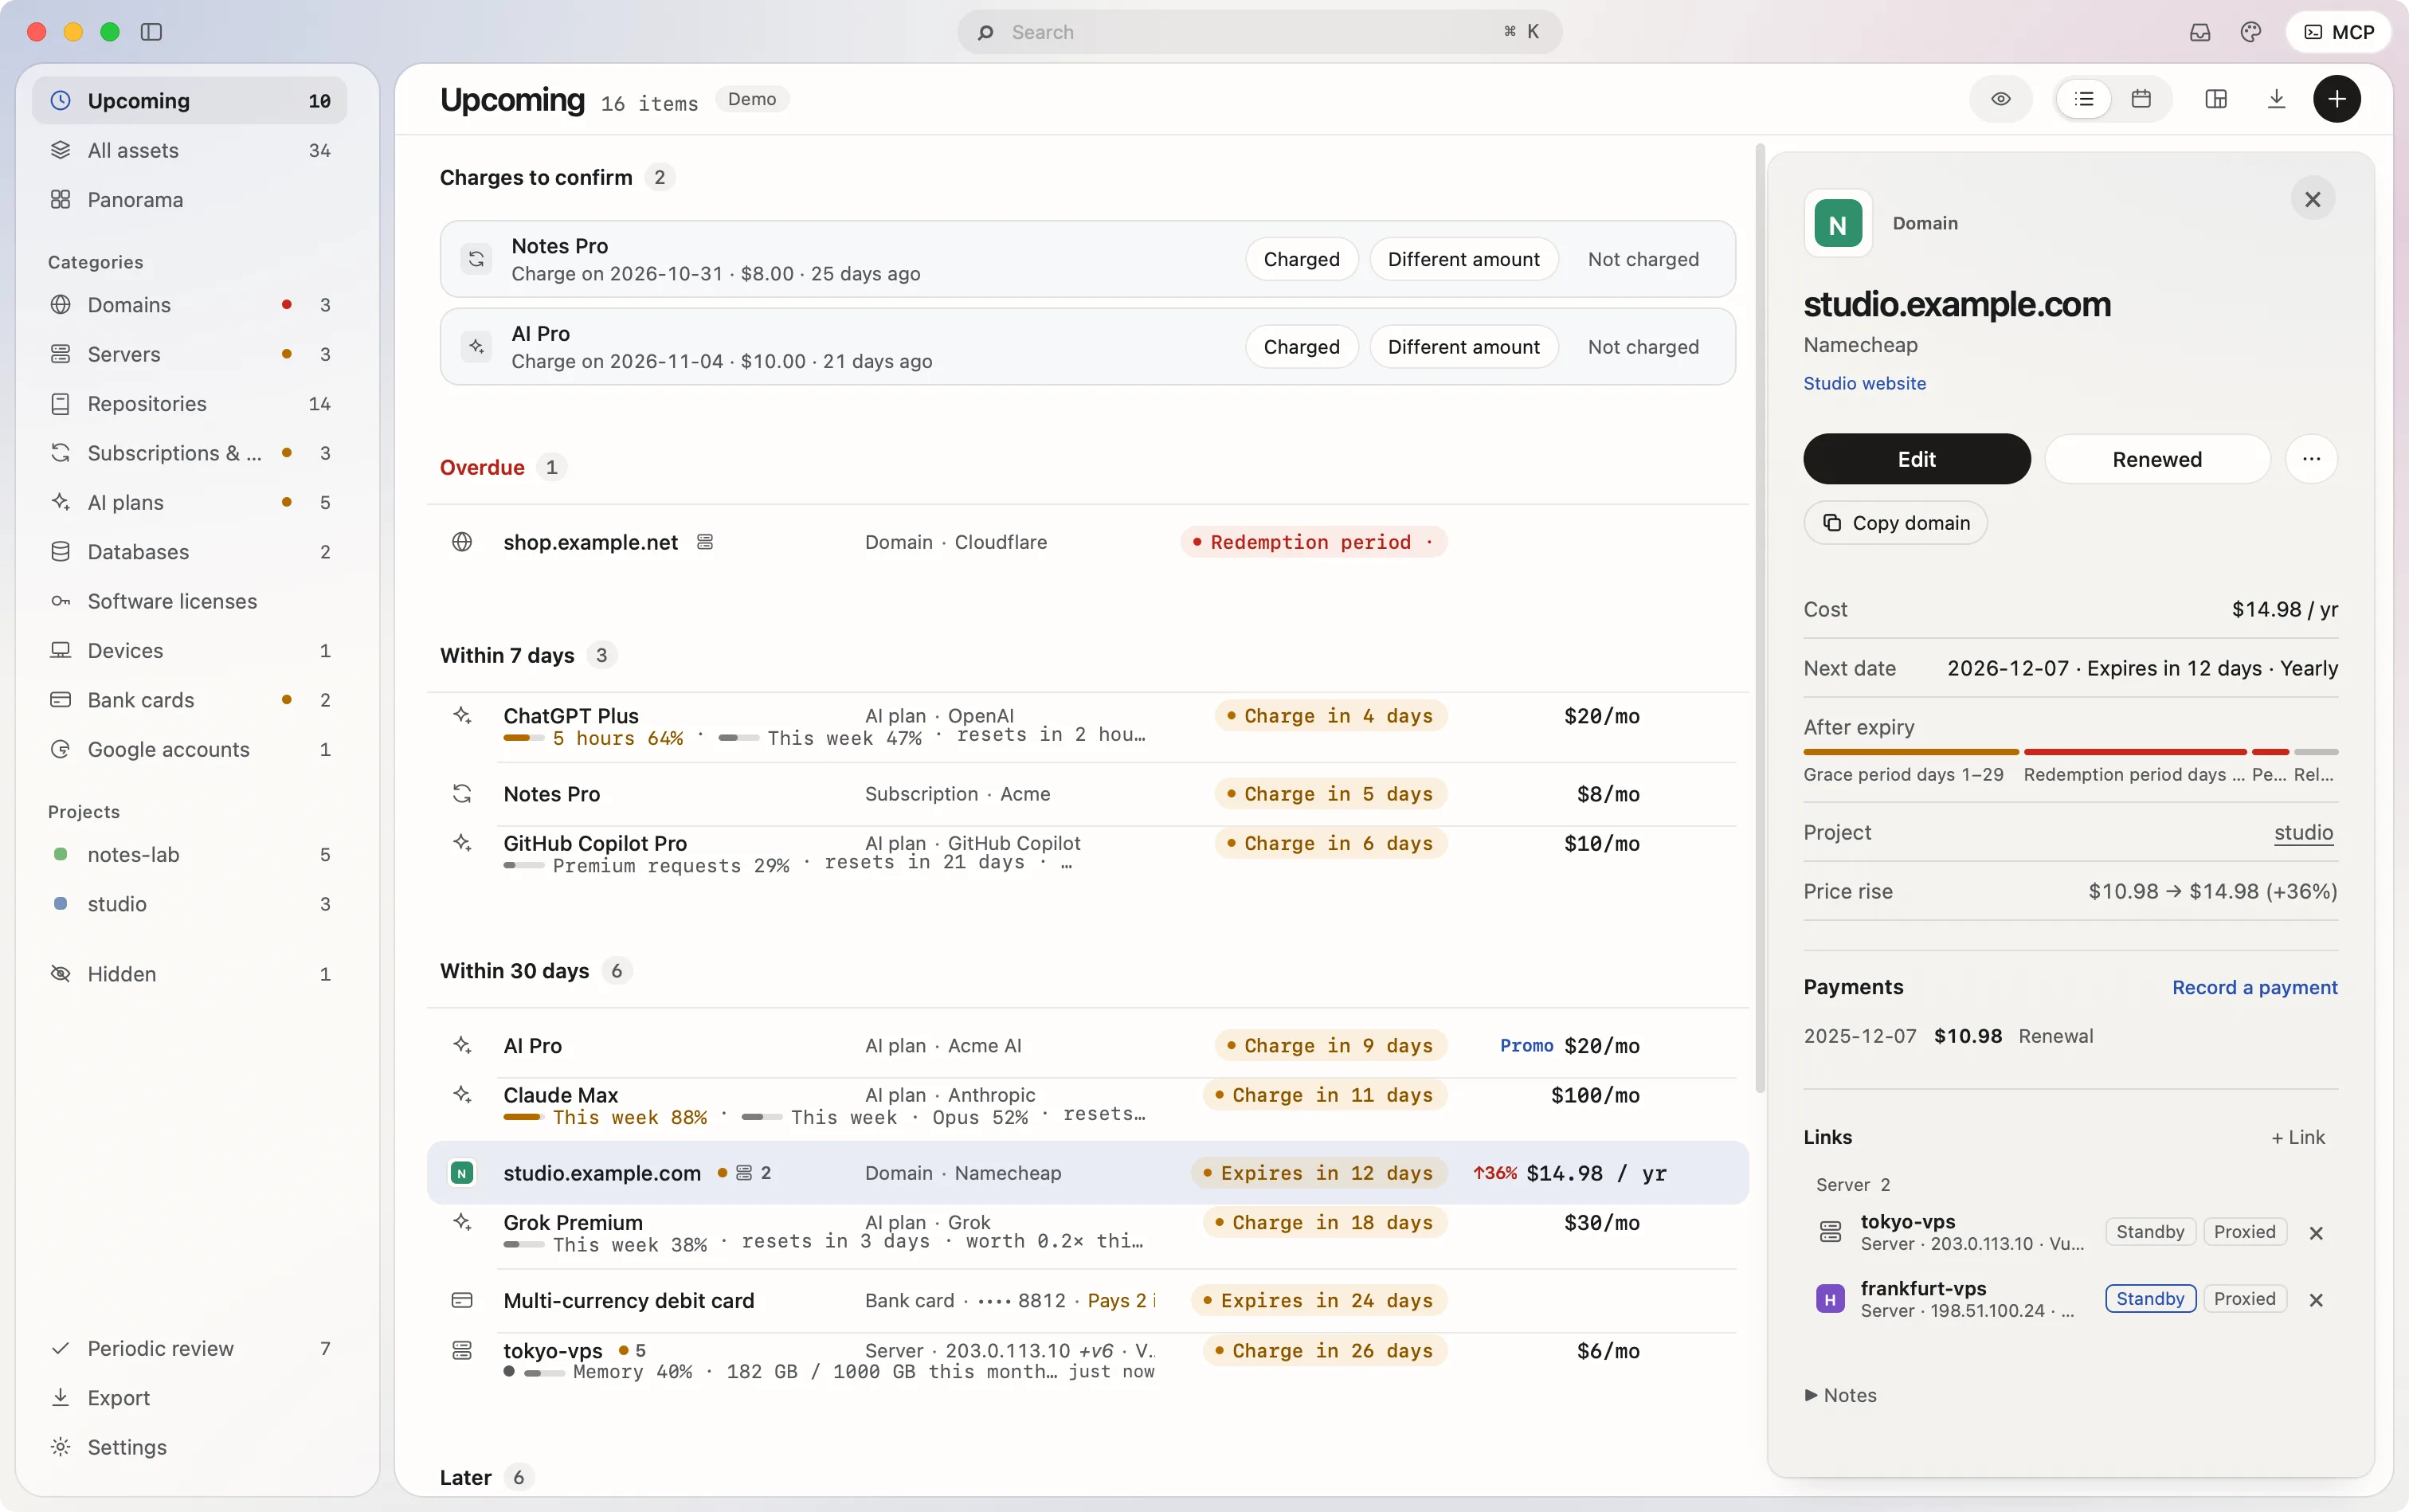 Search ⌘ K
MCP
Upcoming 10
All assets 34
Panorama
Categories
Domains 3
Servers 3
Repositories 14
Subscriptions & ... 3
AI plans 5
Databases 2
Software licenses
Devices 1
Bank cards 2
Google accounts 1
Projects
notes-lab 5
studio 3
Hidden 1
Periodic review 7
Export
Settings
Upcoming 16 items Demo
Charges to confirm 2
Notes Pro
Charge on 2026-10-31 · $8.00 · 25 days ago
Charged Different amount Not charged
AI Pro
Charge on 2026-11-04 · $10.00 · 21 days ago
Charged Different amount Not charged
Overdue 1
shop.example.net Domain · Cloudflare Redemption period ·
Within 7 days 3
ChatGPT Plus AI plan · OpenAI Charge in 4 days $20/mo
5 hours 64% · This week 47% · resets in 2 hou…
Notes Pro Subscription · Acme Charge in 5 days $8/mo
GitHub Copilot Pro AI plan · GitHub Copilot Charge in 6 days $10/mo
Premium requests 29% · resets in 21 days · …
Within 30 days 6
AI Pro AI plan · Acme AI Charge in 9 days Promo $20/mo
Claude Max AI plan · Anthropic Charge in 11 days $100/mo
This week 88% · This week · Opus 52% · resets…
N studio.example.com 2 Domain · Namecheap Expires in 12 days ↑36% $14.98 / yr
Grok Premium AI plan · Grok Charge in 18 days $30/mo
This week 38% · resets in 3 days · worth 0.2× thi…
Multi-currency debit card Bank card · •••• 8812 · Pays 2 i Expires in 24 days
tokyo-vps 5 Server · 203.0.113.10 +v6 · V.. Charge in 26 days $6/mo
Memory 40% · 182 GB / 1000 GB this month… just now
Later 6
N Domain
studio.example.com
Namecheap
Studio website
Edit Renewed ···
Copy domain
Cost $14.98 / yr
Next date 2026-12-07 · Expires in 12 days · Yearly
After expiry
Grace period days 1–29 Redemption period days ... Pe... Rel...
Project studio
Price rise $10.98 → $14.98 (+36%)
Payments Record a payment
2025-12-07 $10.98 Renewal
Links + Link
Server 2
tokyo-vps
Server · 203.0.113.10 · Vu...
Standby Proxied
H frankfurt-vps
Server · 198.51.100.24 · ...
Standby Proxied
Notes